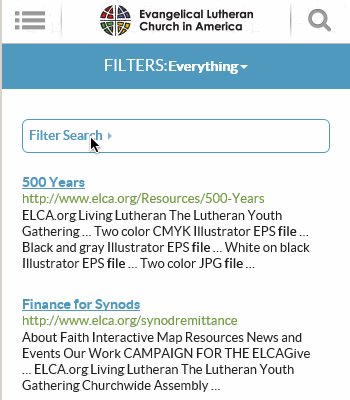 Evangelical Lutheran
Church in America
FILTERS:Everything
Filter Search
500 Years
http://www.elca.org/Resources/500-Years
ELCA.org Living Lutheran The Lutheran Youth
Gathering ... Two color CMYK Illustrator EPS file ...
Black and gray Illustrator EPS file ... White on black
Illustrator EPS file ... Two color JPG file ...
Finance for Synods
http://www.elca.org/synodremittance
About Faith Interactive Map Resources News and
Events Our Work CAMPAIGN FOR THE ELCAGive
... ELCA.org Living Lutheran The Lutheran Youth
Gathering Churchwide Assembly ...